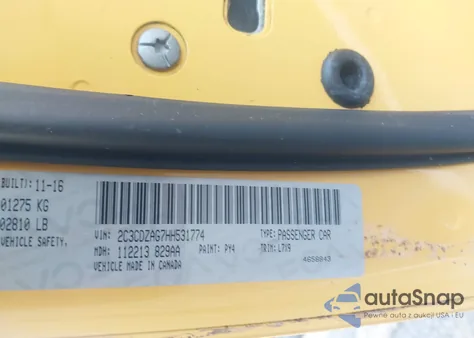 BUILT/: 11-16
01275 KG
02810 LB
VEHICLE SAFETY.
VIN: 2C3CDZAG7HH531774
TYPE: PASSENGER CAR
MDH: 112213 829AA
PAINT: PY4
TRIM: L7X9
VEHICLE MADE IN CANADA
4658843
autoSnap
Pewne auta z aukcji USA i EU